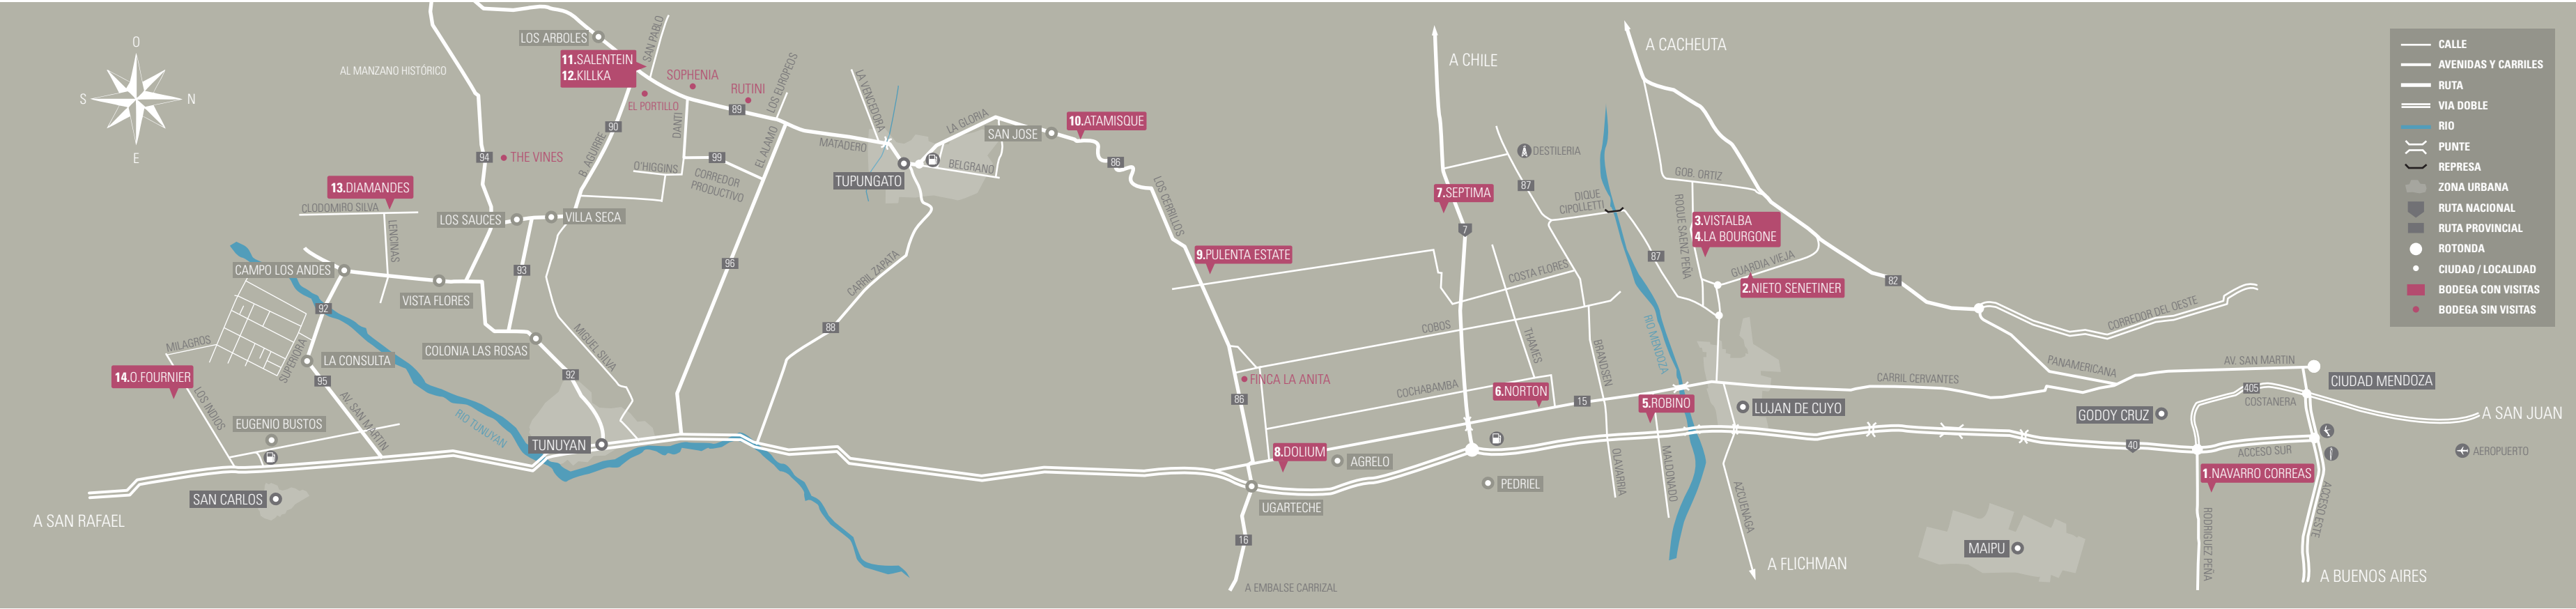 O
S
N
E
AL MANZANO HISTÓRICO
LOS ARBOLES
11.SALENTEIN
12.KILLKA
SAN PABLO
SOPHENIA
EL PORTILLO
RUTINI
89
LOS EUROPEOS
90
DANTI
B. AGUIRRE
94
THE VINES
O'HIGGINS
99
CORREDOR
PRODUCTIVO
EL ALAMO
LA VENCEDORA
MATADERO
TUPUNGATO
LA GLORIA
BELGRANO
SAN JOSE
10.ATAMISQUE
86
LOS CERRILLOS
13.DIAMANDES
CLODOMIRO SILVA
LENCINAS
LOS SAUCES
VILLA SECA
93
96
CARRIL ZAPATA
88
CAMPO LOS ANDES
VISTA FLORES
92
MIGUEL SILVA
COLONIA LAS ROSAS
92
MILAGROS
SUPERIORA
LA CONSULTA
95
AV. SAN MARTIN
14.O.FOURNIER
LOS INDIOS
EUGENIO BUSTOS
RIO TUNUYAN
TUNUYAN
SAN CARLOS
A SAN RAFAEL
9.PULENTA ESTATE
FINCA LA ANITA
86
8.DOLIUM
AGRELO
UGARTECHE
16
A EMBALSE CARRIZAL
A CHILE
7.SEPTIMA
7
DESTILERIA
87
DIQUE
CIPOLLETTI
COSTA FLORES
COBOS
THAMES
BRANDSEN
COCHABAMBA
6.NORTON
15
PEDRIEL
OLAVARRIA
MALDONADO
5.ROBINO
RIO MENDOZA
A CACHEUTA
GOB. ORTIZ
ROQUE SAENZ PEÑA
87
3.VISTALBA
4.LA BOURGONE
GUARDIA VIEJA
2.NIETO SENETINER
82
LUJAN DE CUYO
AZCUENAGA
A FLICHMAN
CARRIL CERVANTES
PANAMERICANA
CORREDOR DEL OESTE
AV. SAN MARTIN
CIUDAD MENDOZA
405
COSTANERA
GODOY CRUZ
A SAN JUAN
40
ACCESO SUR
AEROPUERTO
1.NAVARRO CORREAS
MAIPU
RODRIGUEZ PEÑA
ACCESO ESTE
A BUENOS AIRES
CALLE
AVENIDAS Y CARRILES
RUTA
VIA DOBLE
RIO
PUNTE
REPRESA
ZONA URBANA
RUTA NACIONAL
RUTA PROVINCIAL
ROTONDA
CIUDAD / LOCALIDAD
BODEGA CON VISITAS
BODEGA SIN VISITAS